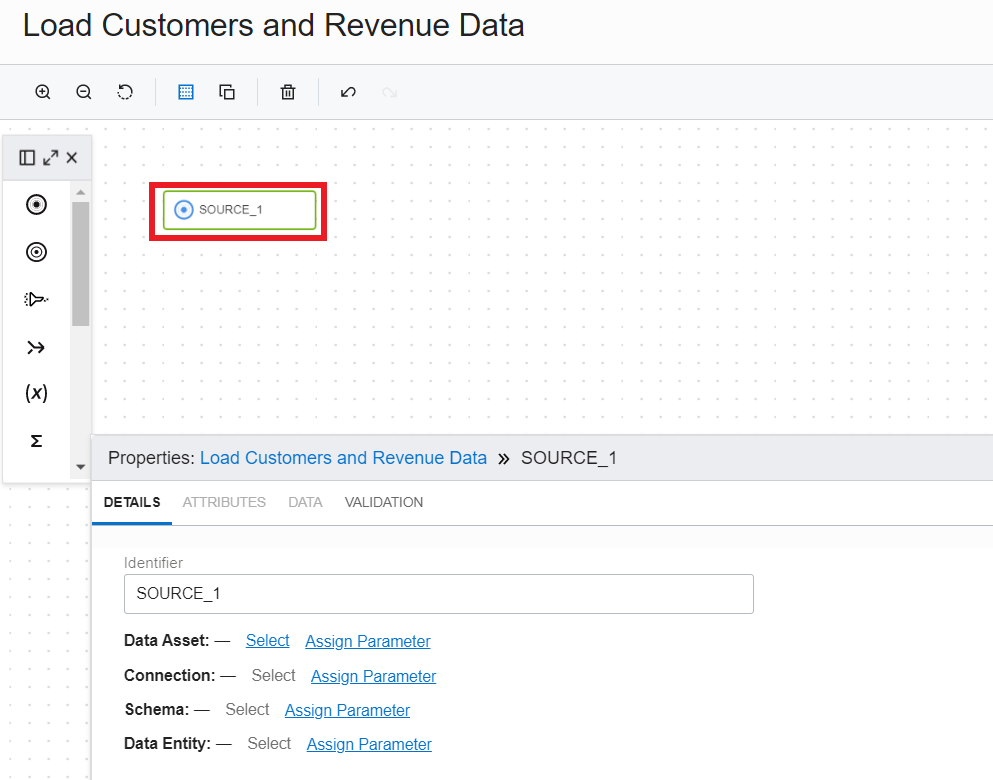 Load Customers and Revenue Data
SOURCE_1
(x)
Σ
Properties: Load Customers and Revenue Data » SOURCE_1
DETAILS ATTRIBUTES DATA VALIDATION
Identifier
SOURCE_1
Data Asset: — Select Assign Parameter
Connection: — Select Assign Parameter
Schema: — Select Assign Parameter
Data Entity: — Select Assign Parameter